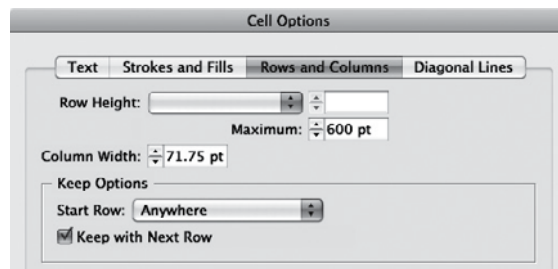 Cell Options
Text Strokes and Fills Rows and Columns Diagonal Lines
Row Height:
Maximum: 600 pt
Column Width: 71.75 pt
Keep Options
Start Row: Anywhere
Keep with Next Row